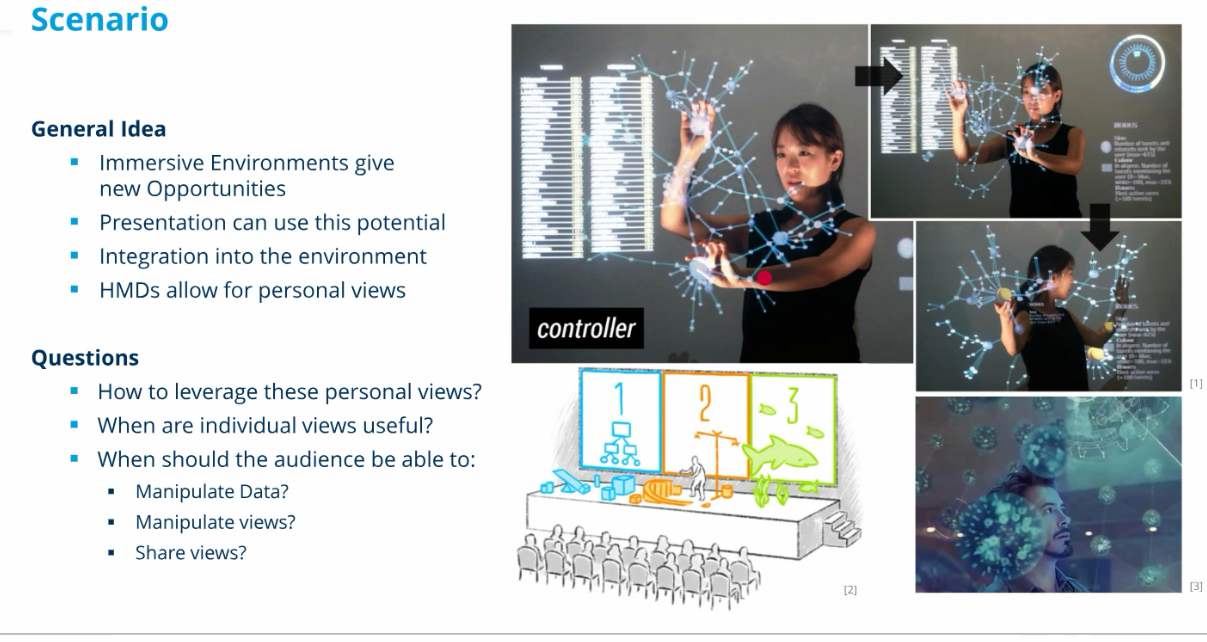 Scenario
General Idea
Immersive Environments give
new Opportunities
Presentation can use this potential
Integration into the environment
HMDs allow for personal views
Questions
How to leverage these personal views?
When are individual views useful?
When should the audience be able to:
Manipulate Data?
Manipulate views?
Share views?
controller
[1]
1
2
3
[2]
[3]